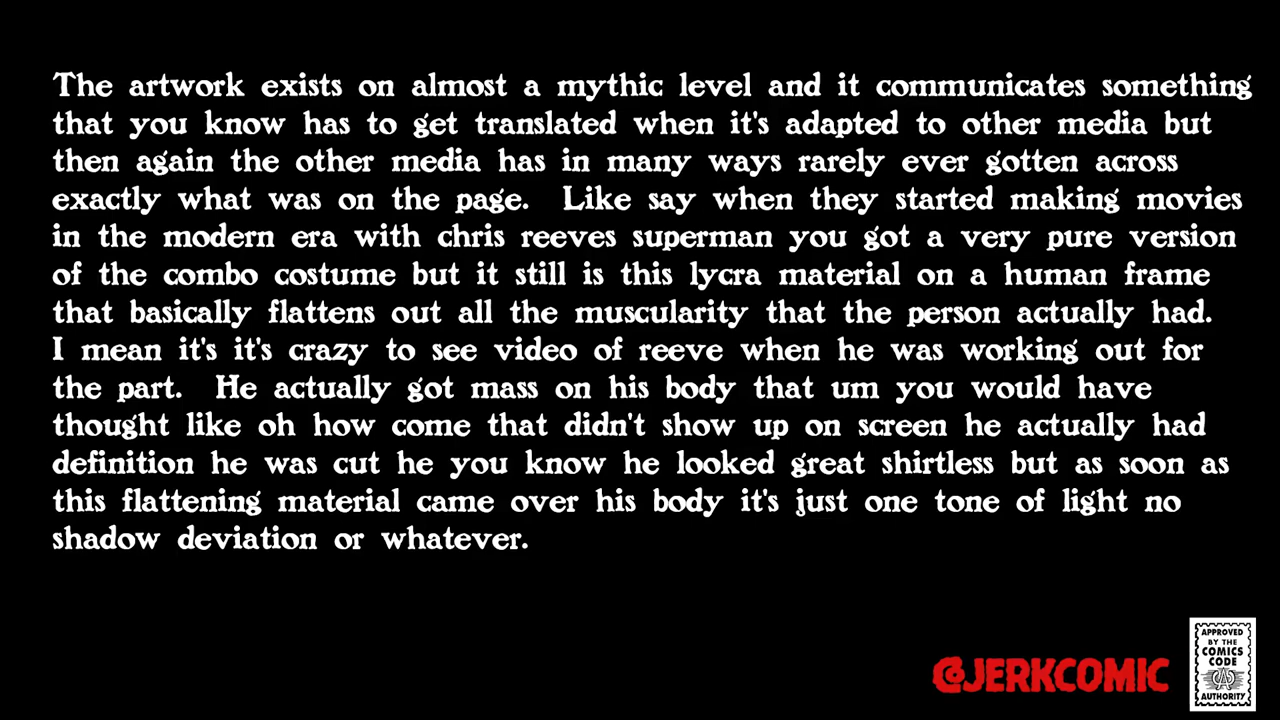 The artwork exists on almost a mythic level and it communicates something
that you know has to get translated when it's adapted to other media but
then again the other media has in many ways rarely ever gotten across
exactly what was on the page. Like say when they started making movies
in the modern era with chris reeves superman you got a very pure version
of the combo costume but it still is this lycra material on a human frame
that basically flattens out all the muscularity that the person actually had.
I mean it's it's crazy to see video of reeve when he was working out for
the part. He actually got mass on his body that um you would have
thought like oh how come that didn't show up on screen he actually had
definition he was cut he you know he looked great shirtless but as soon as
this flattening material came over his body it's just one tone of light no
shadow deviation or whatever.
@JERKCOMIC
APPROVED
BY THE
COMICS
CODE
CA
AUTHORITY